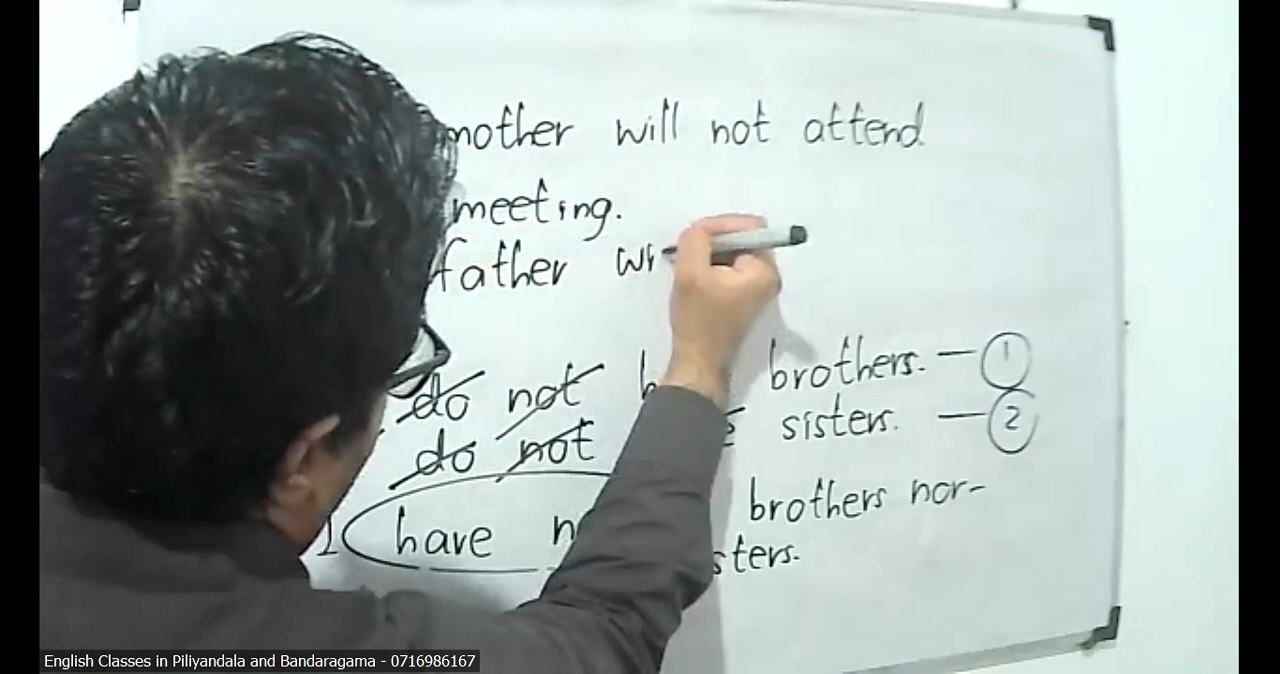 mother will not attend
meeting.
father wi
do not brothers. — 1
do not sisters. — 2
I have brothers nor-
sters.
English Classes in Piliyandala and Bandaragama - 0716986167